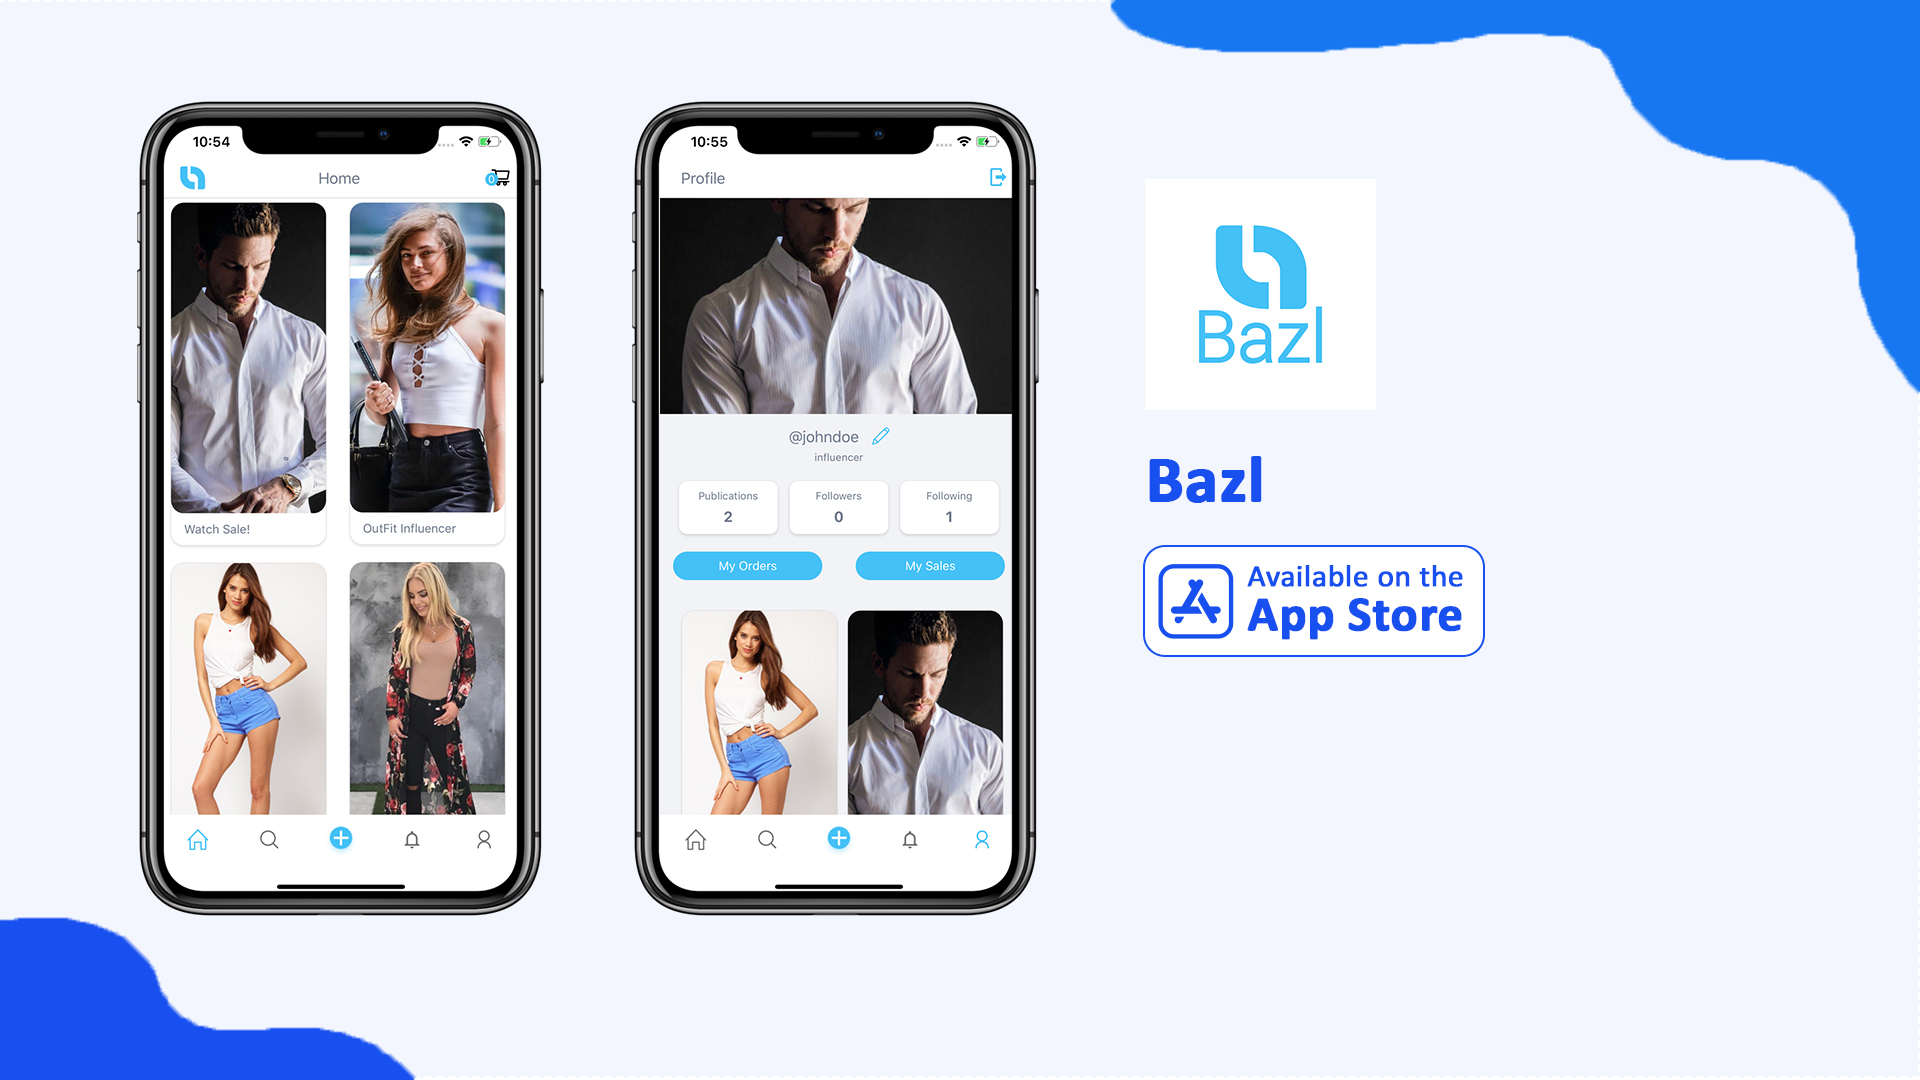 10:54
Home
0
Watch Sale!
OutFit Influencer
10:55
Profile
@johndoe
influencer
Publications
2
Followers
0
Following
1
My Orders
My Sales
Bazl
Bazl
Available on the
App Store